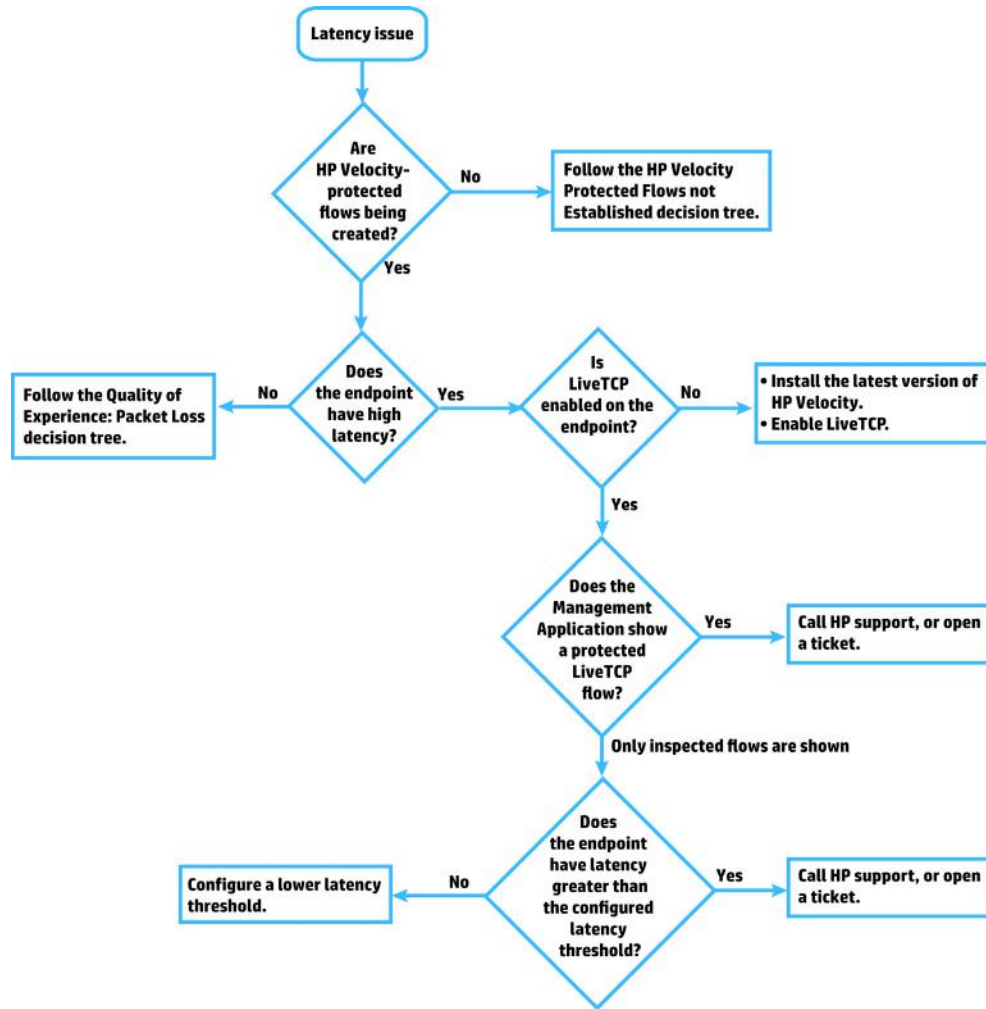 Latency issue
Are
HP Velocity-
protected
flows being
created?
No
Follow the HP Velocity
Protected Flows not
Established decision tree.
Yes
Does
the endpoint
have high
latency?
No
Follow the Quality of
Experience: Packet Loss
decision tree.
Yes
Is
LiveTCP
enabled on the
endpoint?
No
• Install the latest version of
HP Velocity.
• Enable LiveTCP.
Yes
Does the
Management
Application show
a protected
LiveTCP
flow?
Yes
Call HP support, or open
a ticket.
Only inspected flows are shown
Does
the endpoint
have latency
greater than
the configured
latency
threshold?
No
Configure a lower latency
threshold.
Yes
Call HP support, or open
a ticket.